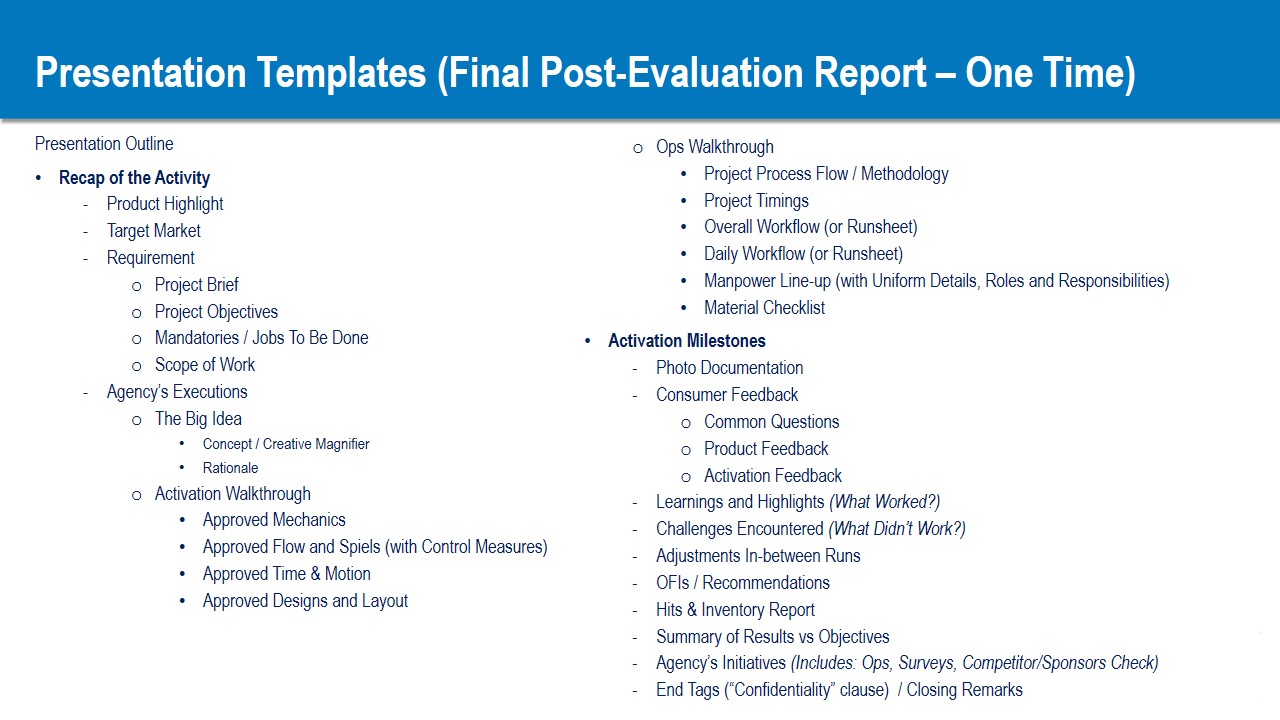 Presentation Templates (Final Post-Evaluation Report – One Time)
Presentation Outline
• Recap of the Activity
- Product Highlight
- Target Market
- Requirement
o Project Brief
o Project Objectives
o Mandatories / Jobs To Be Done
o Scope of Work
- Agency’s Executions
o The Big Idea
• Concept / Creative Magnifier
• Rationale
o Activation Walkthrough
• Approved Mechanics
• Approved Flow and Spiels (with Control Measures)
• Approved Time & Motion
• Approved Designs and Layout
o Ops Walkthrough
• Project Process Flow / Methodology
• Project Timings
• Overall Workflow (or Runsheet)
• Daily Workflow (or Runsheet)
• Manpower Line-up (with Uniform Details, Roles and Responsibilities)
• Material Checklist
• Activation Milestones
- Photo Documentation
- Consumer Feedback
o Common Questions
o Product Feedback
o Activation Feedback
- Learnings and Highlights (What Worked?)
- Challenges Encountered (What Didn’t Work?)
- Adjustments In-between Runs
- OFIs / Recommendations
- Hits & Inventory Report
- Summary of Results vs Objectives
- Agency’s Initiatives (Includes: Ops, Surveys, Competitor/Sponsors Check)
- End Tags (“Confidentiality” clause) / Closing Remarks